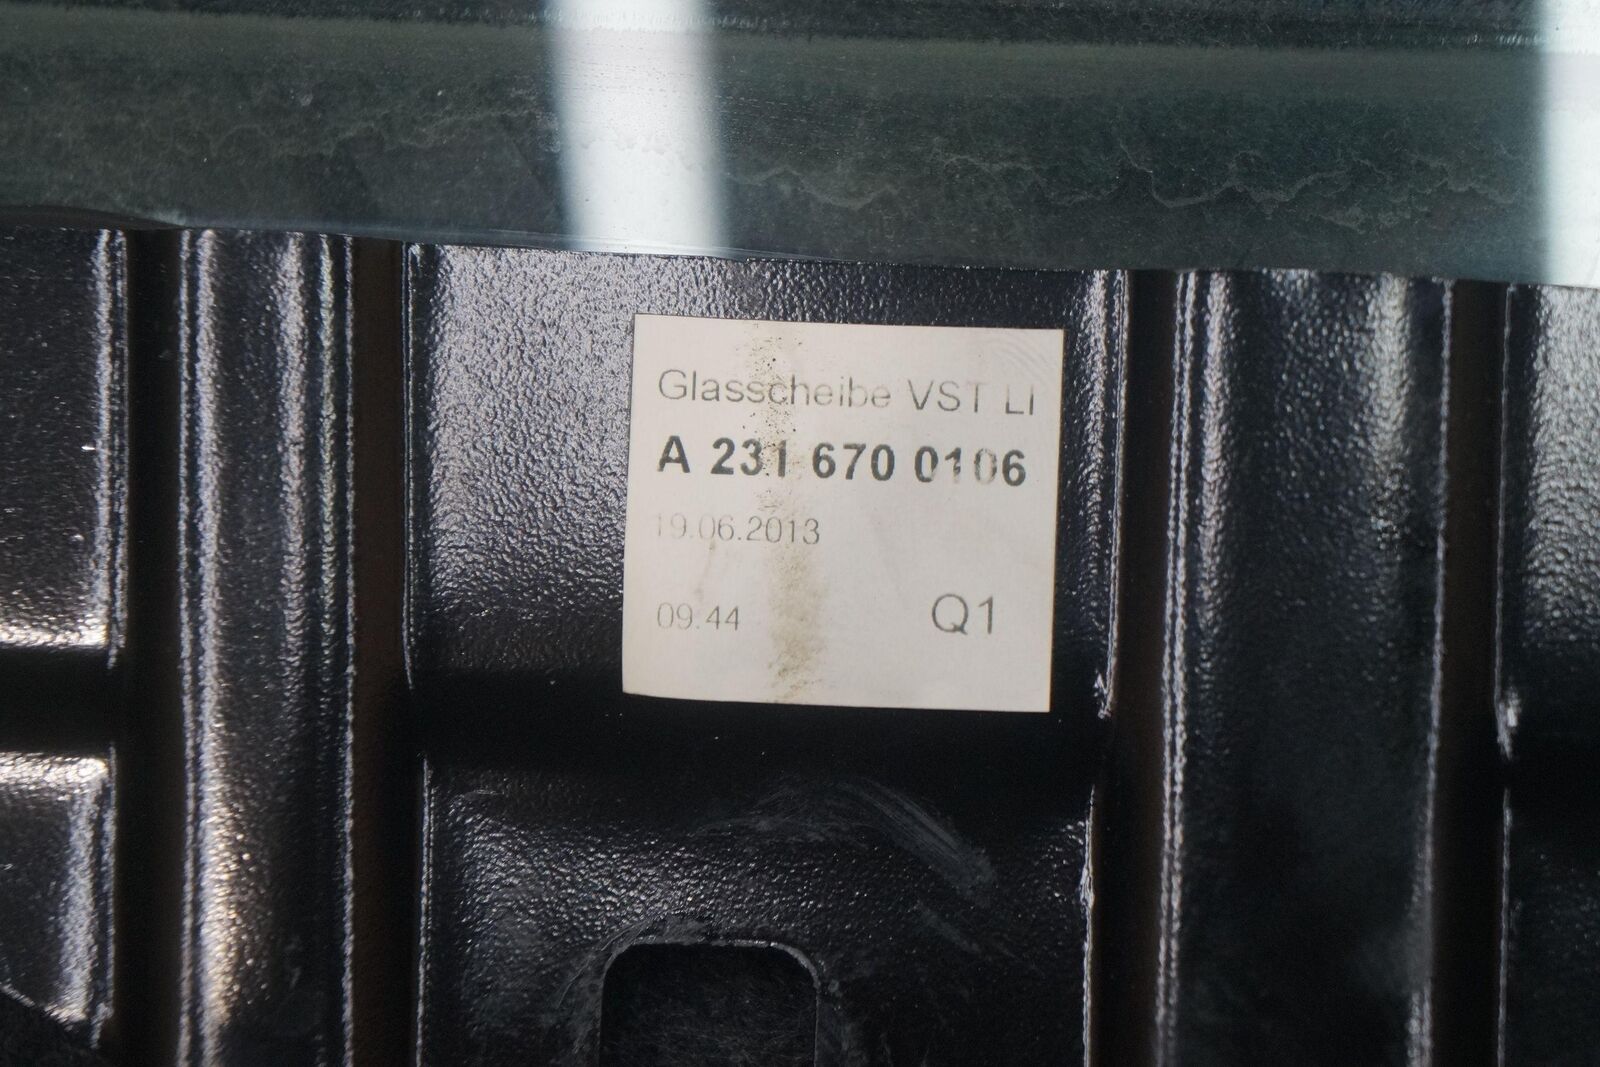 Glasscheibe VST LI
A 231 670 0106
19.06.2013
09.44 Q1